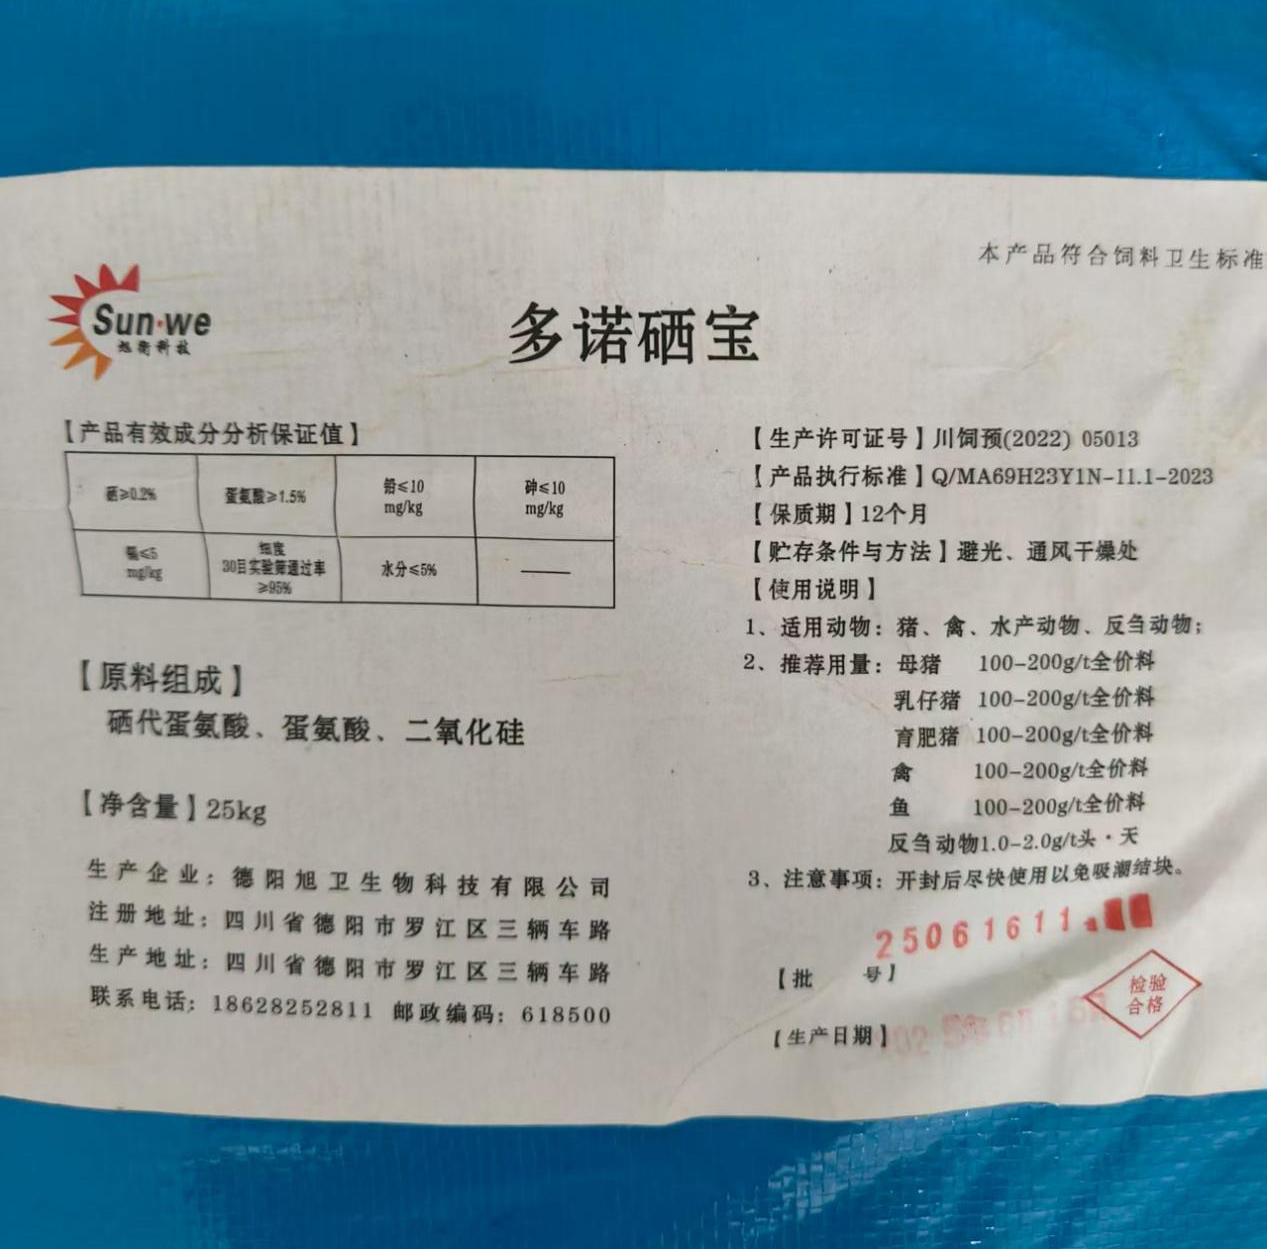 本产品符合饲料卫生标准
Sun·we
旭衡科技
多诺硒宝
【产品有效成分分析保证值】
硒≥0.2% 蛋氨酸≥1.5% 铅≤10 mg/kg 砷≤10 mg/kg
镉≤5 mg/kg 细度 30目实验筛通过率 ≥95% 水分≤5% ——
【原料组成】
硒代蛋氨酸、蛋氨酸、二氧化硅
【净含量】25kg
生产企业：德阳旭卫生物科技有限公司
注册地址：四川省德阳市罗江区三辆车路
生产地址：四川省德阳市罗江区三辆车路
联系电话：18628252811 邮政编码：618500
【生产许可证号】川饲预(2022) 05013
【产品执行标准】Q/MA69H23Y1N-11.1-2023
【保质期】12个月
【贮存条件与方法】避光、通风干燥处
【使用说明】
1、适用动物：猪、禽、水产动物、反刍动物；
2、推荐用量：母猪 100-200g/t全价料
乳仔猪 100-200g/t全价料
育肥猪 100-200g/t全价料
禽 100-200g/t全价料
鱼 100-200g/t全价料
反刍动物1.0-2.0g/t头·天
3、注意事项：开封后尽快使用以免吸潮结块。
25061611
【批 号】
检验
合格
【生产日期】